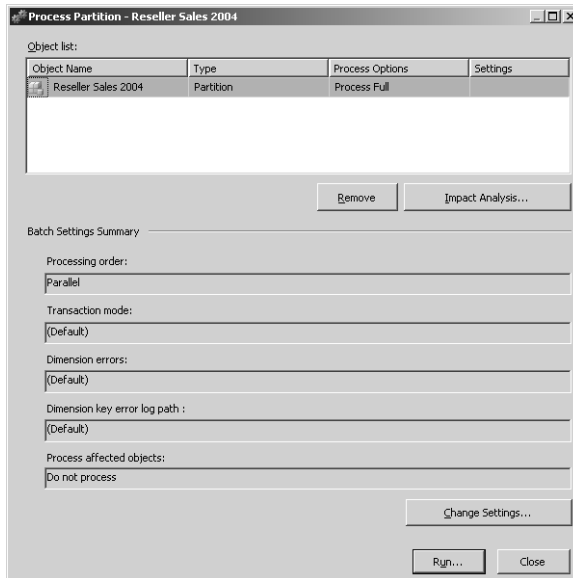 Process Partition - Reseller Sales 2004
Object list:
Object Name Type Process Options Settings
Reseller Sales 2004 Partition Process Full
Remove Impact Analysis...
Batch Settings Summary
Processing order:
Parallel
Transaction mode:
(Default)
Dimension errors:
(Default)
Dimension key error log path :
(Default)
Process affected objects:
Do not process
Change Settings...
Run... Close